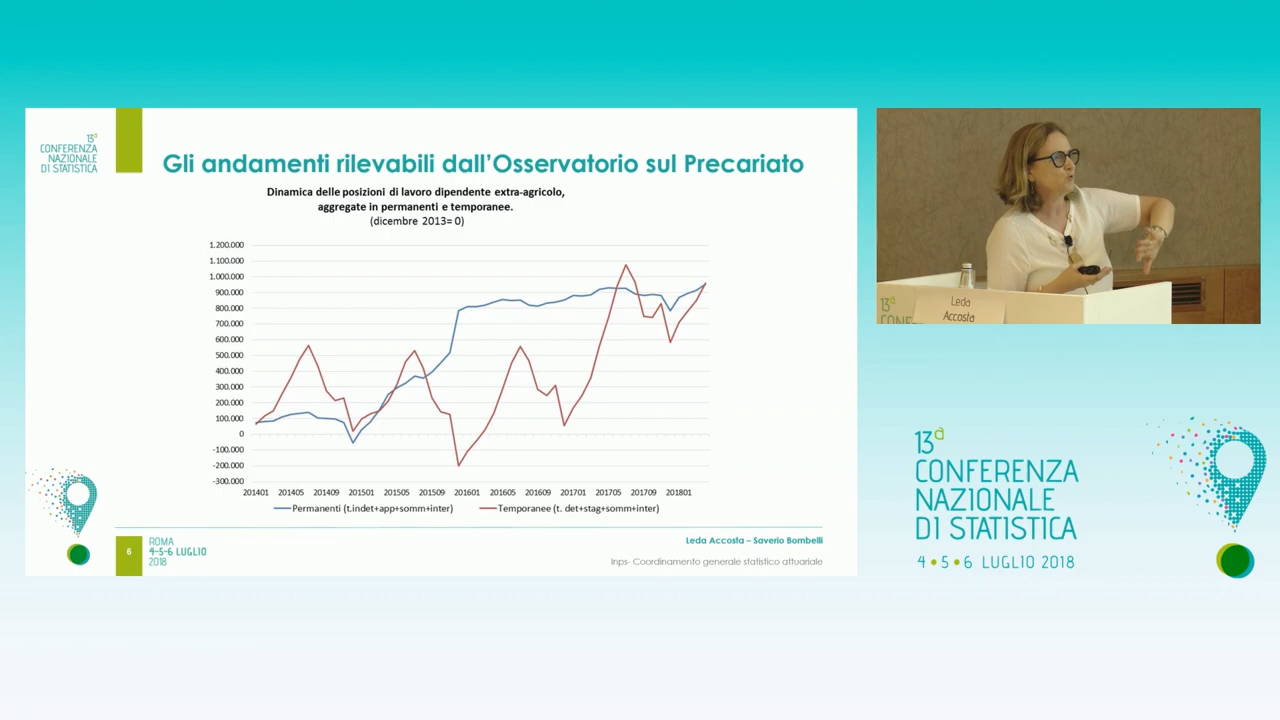 13ª
CONFERENZA
NAZIONALE
DI STATISTICA
Gli andamenti rilevabili dall’Osservatorio sul Precariato
Dinamica delle posizioni di lavoro dipendente extra-agricolo,
aggregate in permanenti e temporanee.
(dicembre 2013= 0)
1.200.000
1.100.000
1.000.000
900.000
800.000
700.000
600.000
500.000
400.000
300.000
200.000
100.000
0
-100.000
-200.000
-300.000
201401 201405 201409 201501 201505 201509 201601 201605 201609 201701 201705 201709 201801
Permanenti (t.indet+app+somm+inter) Temporanee (t. det+stag+somm+inter)
6
ROMA
4-5-6 LUGLIO
2018
Leda Accosta – Saverio Bombelli
Inps- Coordinamento generale statistico attuariale
13ª
Leda
Accosta
13ª
CONFERENZA
NAZIONALE
DI STATISTICA
4•5•6 LUGLIO 2018